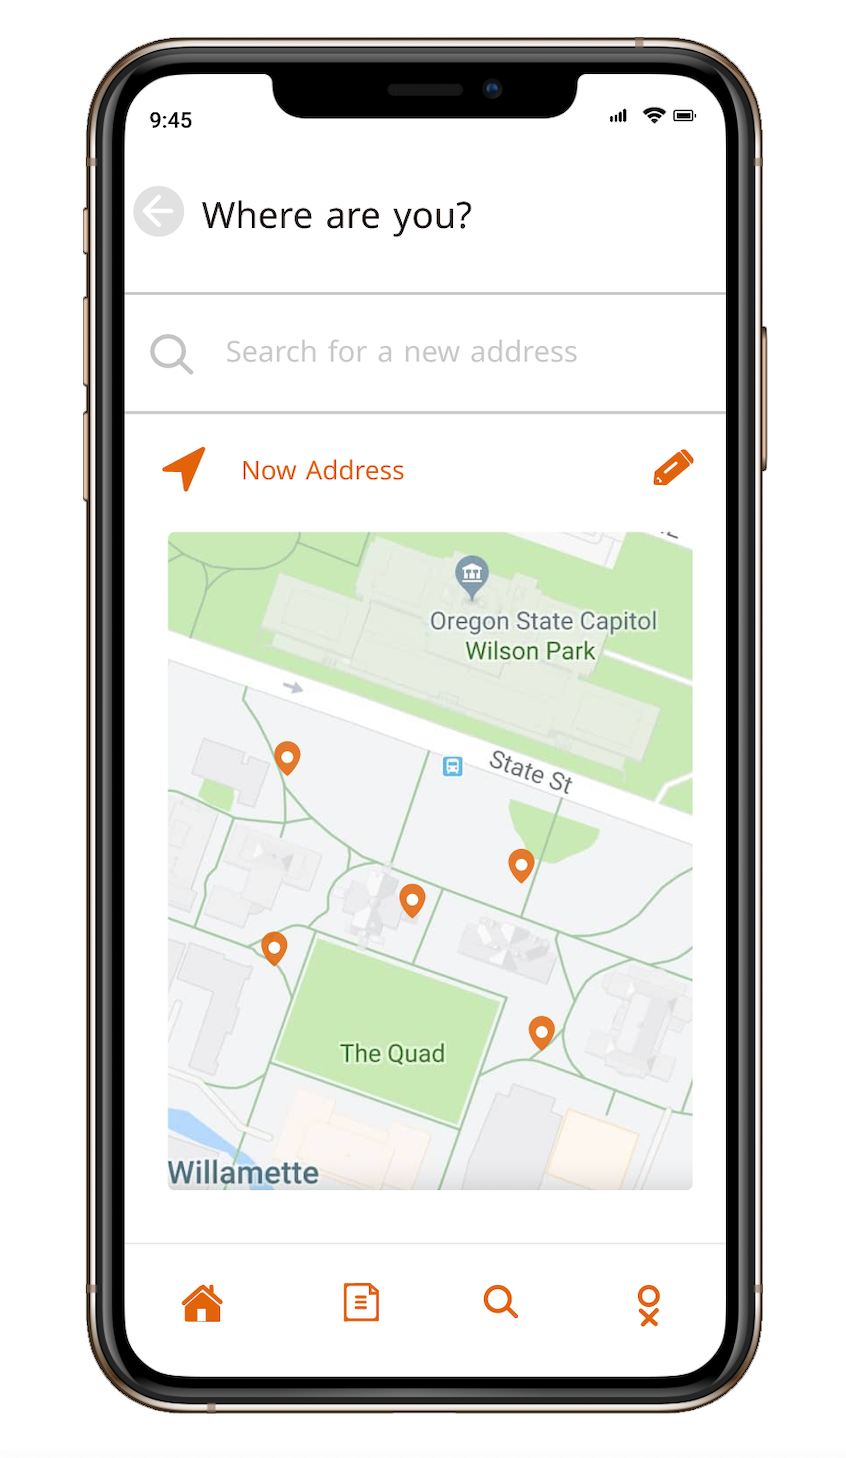 9:45
Where are you?
Search for a new address
Now Address
Oregon State Capitol
Wilson Park
State St
The Quad
Willamette